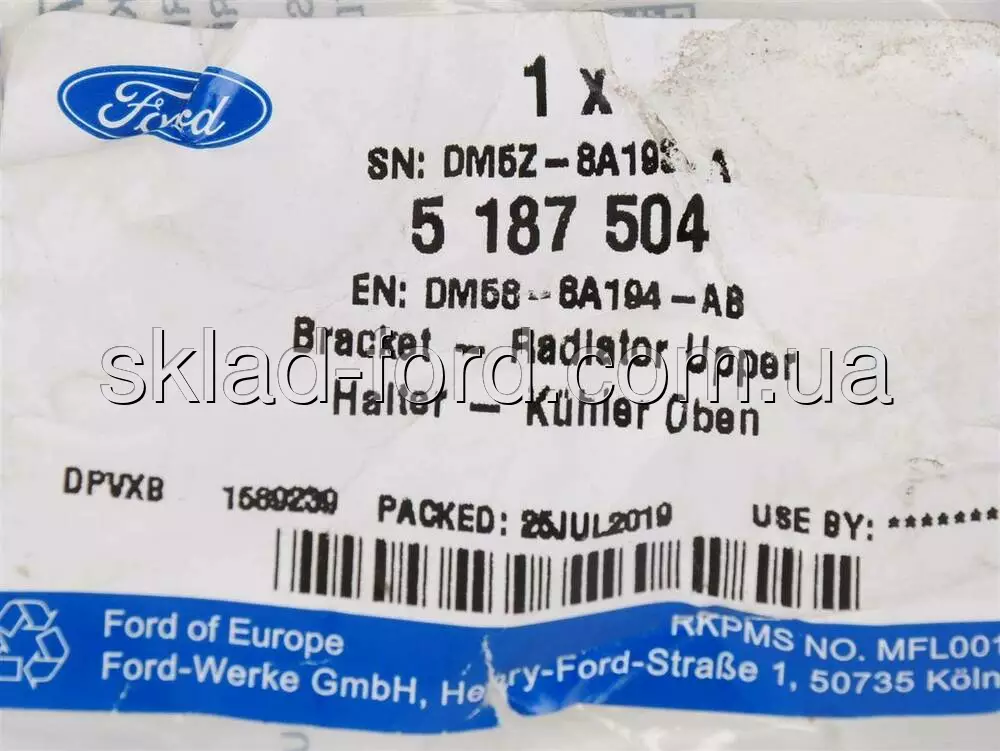 Ford
1 x
SN: DM5Z-8A193-A
5 187 504
EN: DM58-8A194-AB
Bracket - Radiator Upper
sklad-ford.com.ua
Halter - Kühler Oben
DPVXB 1589239 PACKED: 25JUL2019 USE BY: *******
Ford of Europe RKPMS NO. MFL001
Ford-Werke GmbH, Henry-Ford-Straße 1, 50735 Köln